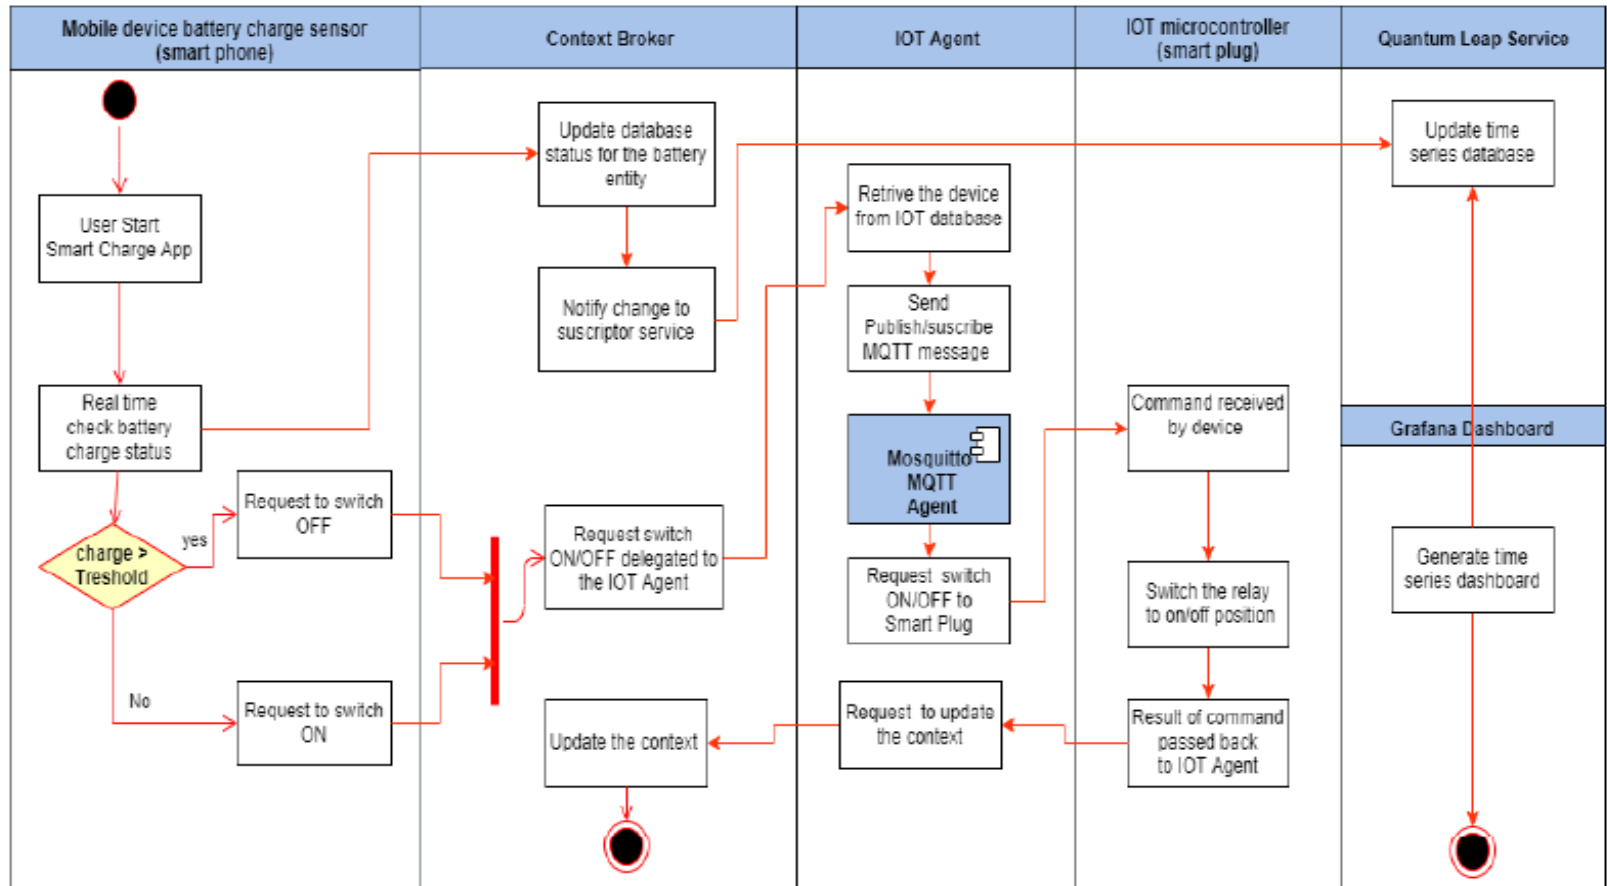 Mobile device battery charge sensor
(smart phone)
Context Broker
IOT Agent
IOT microcontroller
(smart plug)
Quantum Leap Service
User Start
Smart Charge App
Real time
check battery
charge status
charge >
Treshold
yes
No
Request to switch
OFF
Request to switch
ON
Update database
status for the battery
entity
Notify change to
suscriptor service
Request switch
ON/OFF delegated to
the IOT Agent
Update the context
Retrive the device
from IOT database
Send
Publish/suscribe
MQTT message
Mosquitto
MQTT
Agent
Request switch
ON/OFF to
Smart Plug
Request to update
the context
Command received
by device
Switch the relay
to on/off position
Result of command
passed back
to IOT Agent
Update time
series database
Grafana Dashboard
Generate time
series dashboard